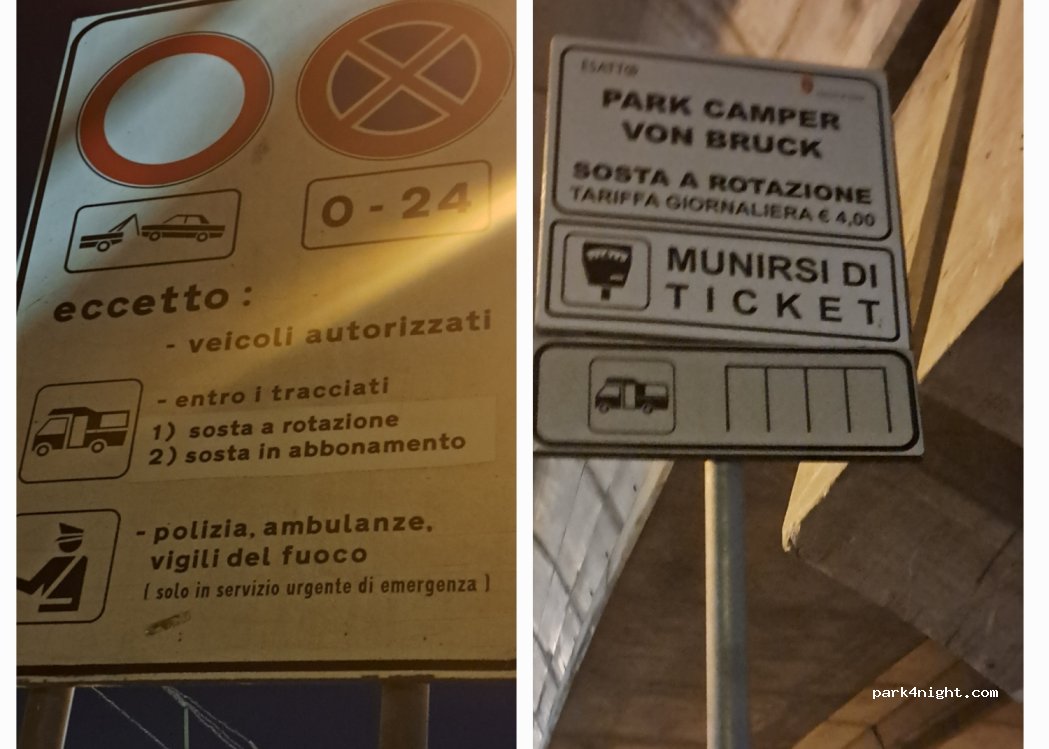 0 - 24
eccetto :
- veicoli autorizzati
- entro i tracciati
1) sosta a rotazione
2) sosta in abbonamento
- polizia, ambulanze,
vigili del fuoco
( solo in servizio urgente di emergenza )
ESATTO
PARK CAMPER
VON BRUCK
SOSTA A ROTAZIONE
TARIFFA GIORNALIERA € 4,00
MUNIRSI DI
TICKET
park4night.com